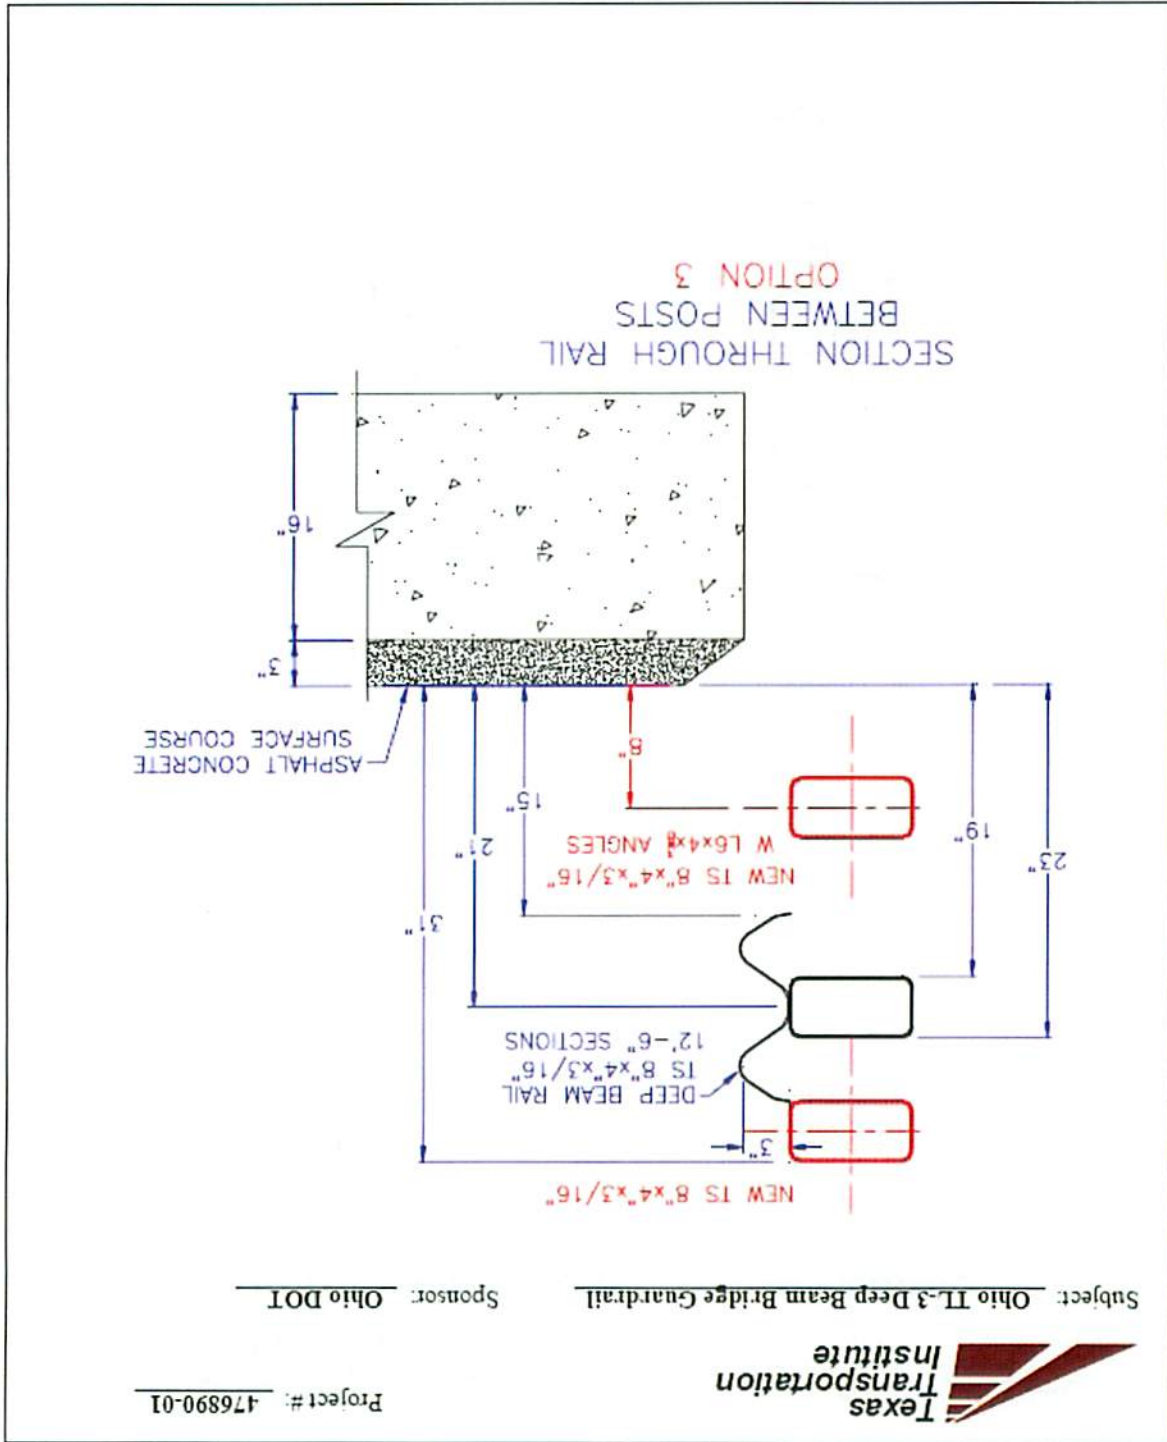 Texas
Transportation
Institute
Project #: 476890-01
Subject: Ohio TL-3 Deep Beam Bridge Guardrail
Sponsor: Ohio DOT
NEW TS 8"x4"x3/16"
3"
DEEP BEAM RAIL
TS 8"x4"x3/16"
12'-6" SECTIONS
31"
21"
15"
23"
19"
NEW TS 8"x4"x3/16"
W L6x4x⅜ ANGLES
8"
ASPHALT CONCRETE
SURFACE COURSE
3"
16"
SECTION THROUGH RAIL
BETWEEN POSTS
OPTION 3